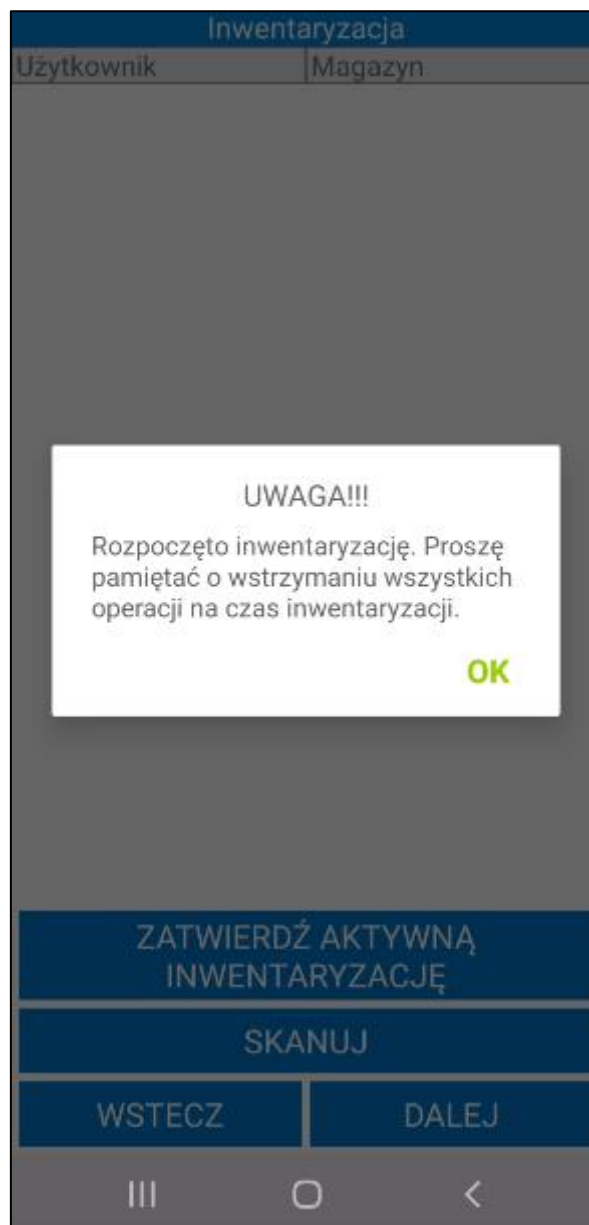 Inwentaryzacja
Użytkownik Magazyn
UWAGA!!!
Rozpoczęto inwentaryzację. Proszę
pamiętać o wstrzymaniu wszystkich
operacji na czas inwentaryzacji.
OK
ZATWIERDŹ AKTYWNĄ
INWENTARYZACJĘ
SKANUJ
WSTECZ DALEJ